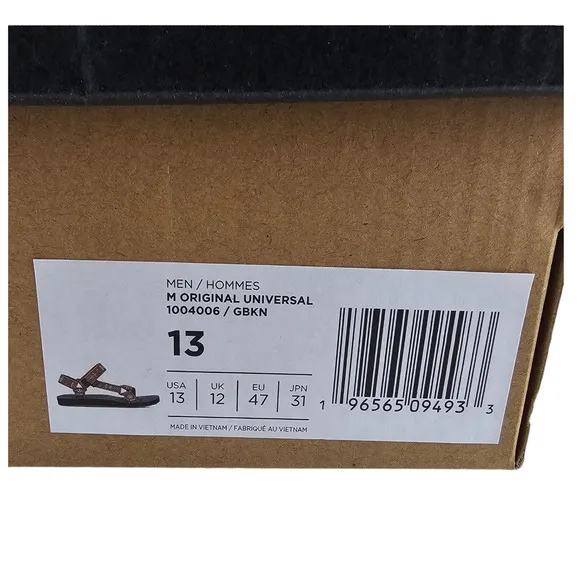 MEN / HOMMES
M ORIGINAL UNIVERSAL
1004006 / GBKN
13
USA UK EU JPN
13 12 47 31
MADE IN VIETNAM / FABRIQUÉ AU VIETNAM
1 96565 09493 3